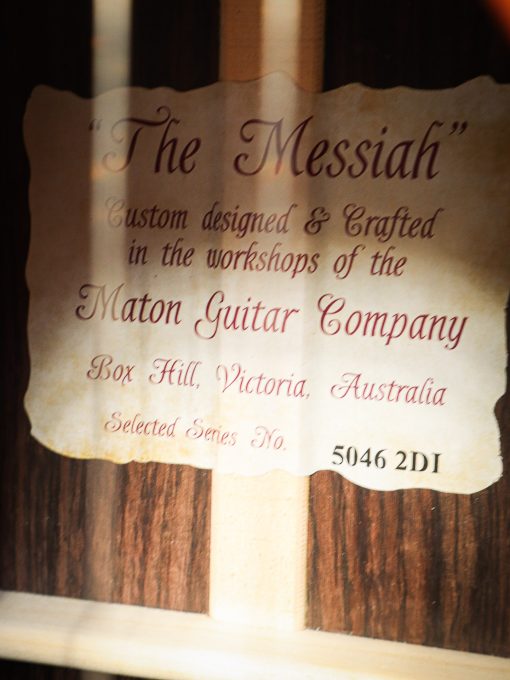 “The Messiah”
Custom designed & Crafted
in the workshops of the
Maton Guitar Company
Box Hill, Victoria, Australia
Selected Series No. 5046 2DI